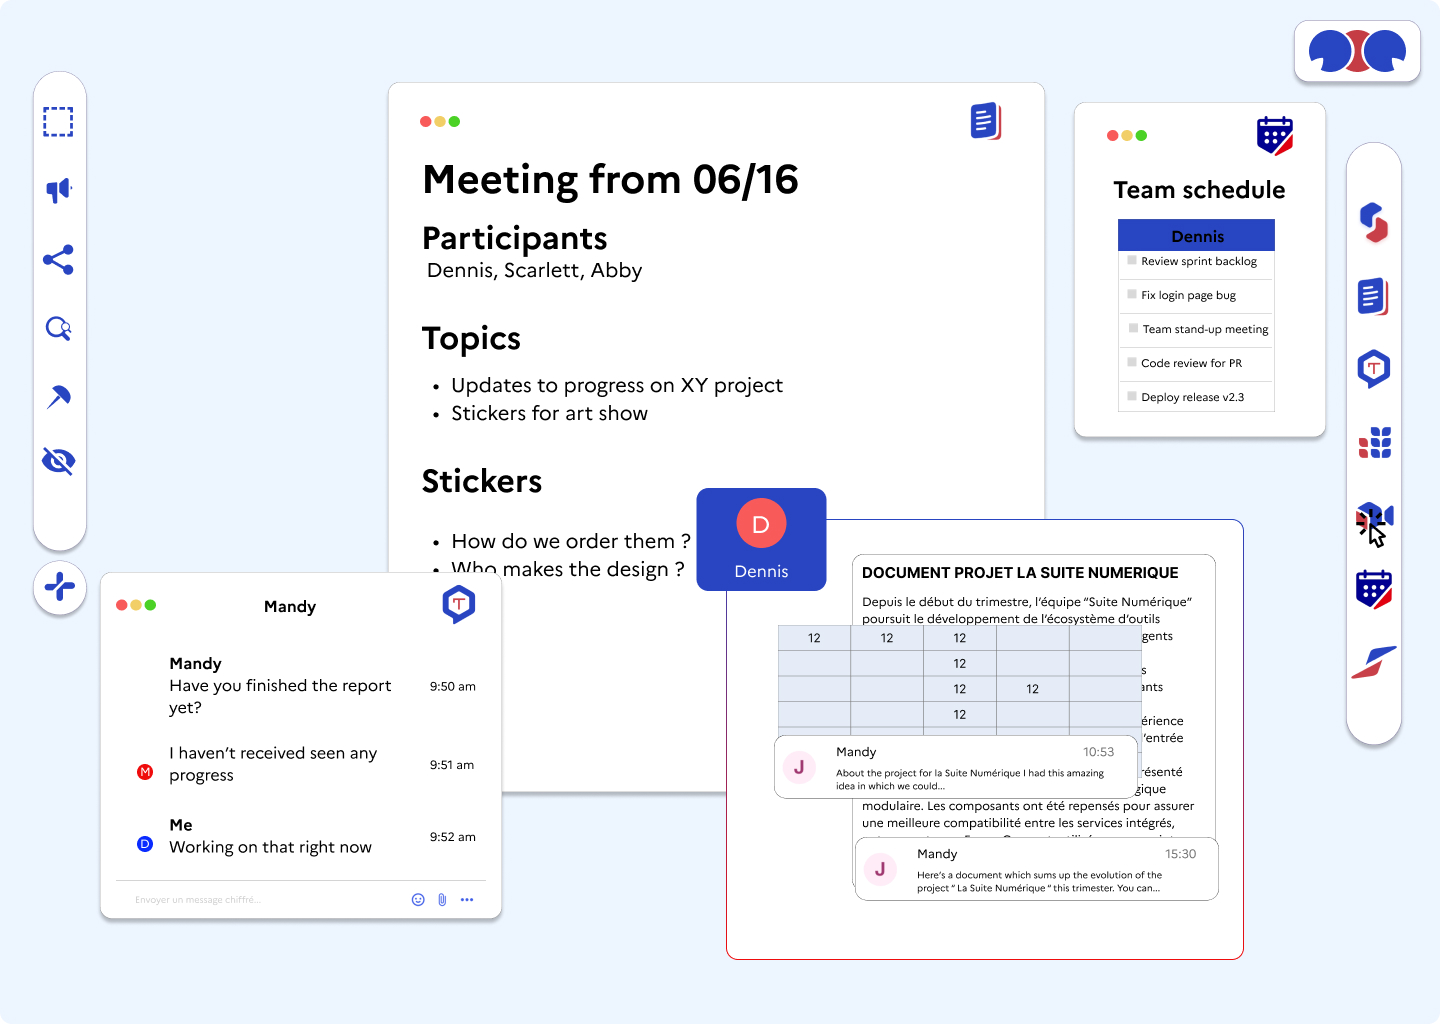 Meeting from 06/16
Participants
Dennis, Scarlett, Abby
Topics
• Updates to progress on XY project
• Stickers for art show
Stickers
• How do we order them ?
• Who makes the design ?
Team schedule
Dennis
Review sprint backlog
Fix login page bug
Team stand-up meeting
Code review for PR
Deploy release v2.3
T
Mandy
T
Mandy
Have you finished the report
yet?
9:50 am
I haven’t received seen any
progress
M
9:51 am
Me
Working on that right now
D
9:52 am
Envoyer un message chiffré...
D
Dennis
DOCUMENT PROJET LA SUITE NUMERIQUE
Depuis le début du trimestre, l’équipe “Suite Numérique”
poursuit le développement de l’écosystème d’outils
12 12 12
12
12 12
12
J
Mandy
10:53
About the project for la Suite Numérique I had this amazing
idea in which we could...
modulaire. Les composants ont été repensés pour assurer
une meilleure compatibilité entre les services intégrés,
J
Mandy
15:30
Here’s a document which sums up the evolution of the
project “ La Suite Numérique “ this trimester. You can...